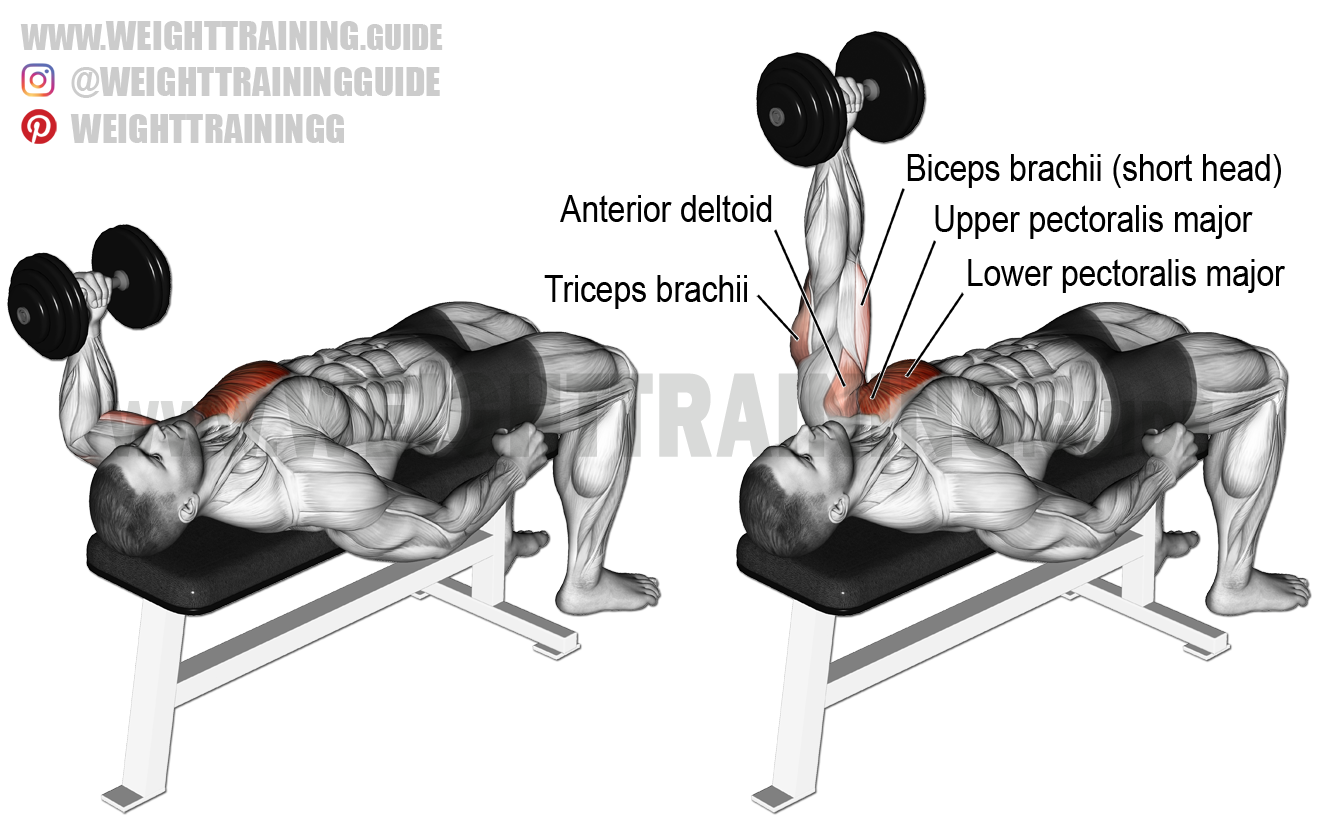 WWW.WEIGHTTRAINING.GUIDE
@WEIGHTTRAININGGUIDE
WEIGHTTRAININGG
Biceps brachii (short head)
Anterior deltoid
Upper pectoralis major
Lower pectoralis major
Triceps brachii
WWW.WEIGHTTRAINING.GUIDE